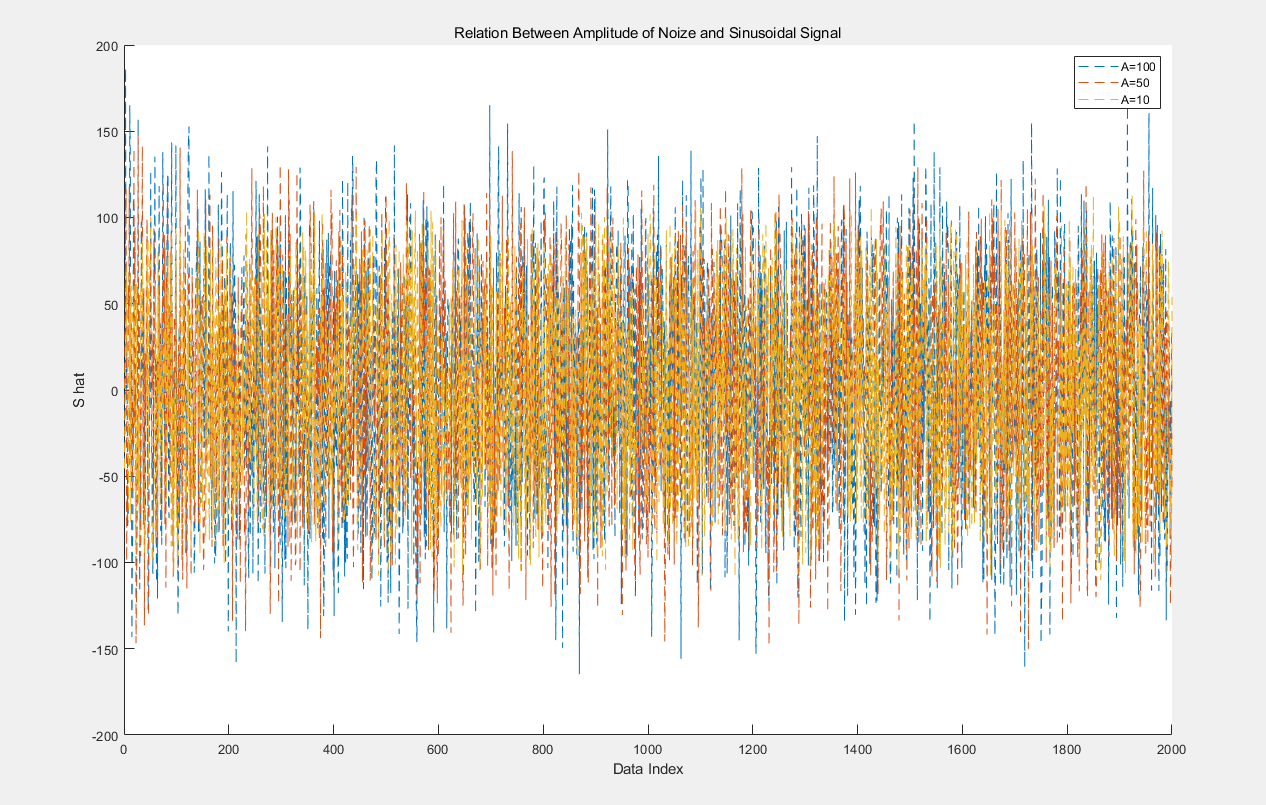 Relation Between Amplitude of Noize and Sinusoidal Signal
A=100
A=50
A=10
S hat
200
150
100
50
0
-50
-100
-150
-200
0 200 400 600 800 1000 1200 1400 1600 1800 2000
Data Index